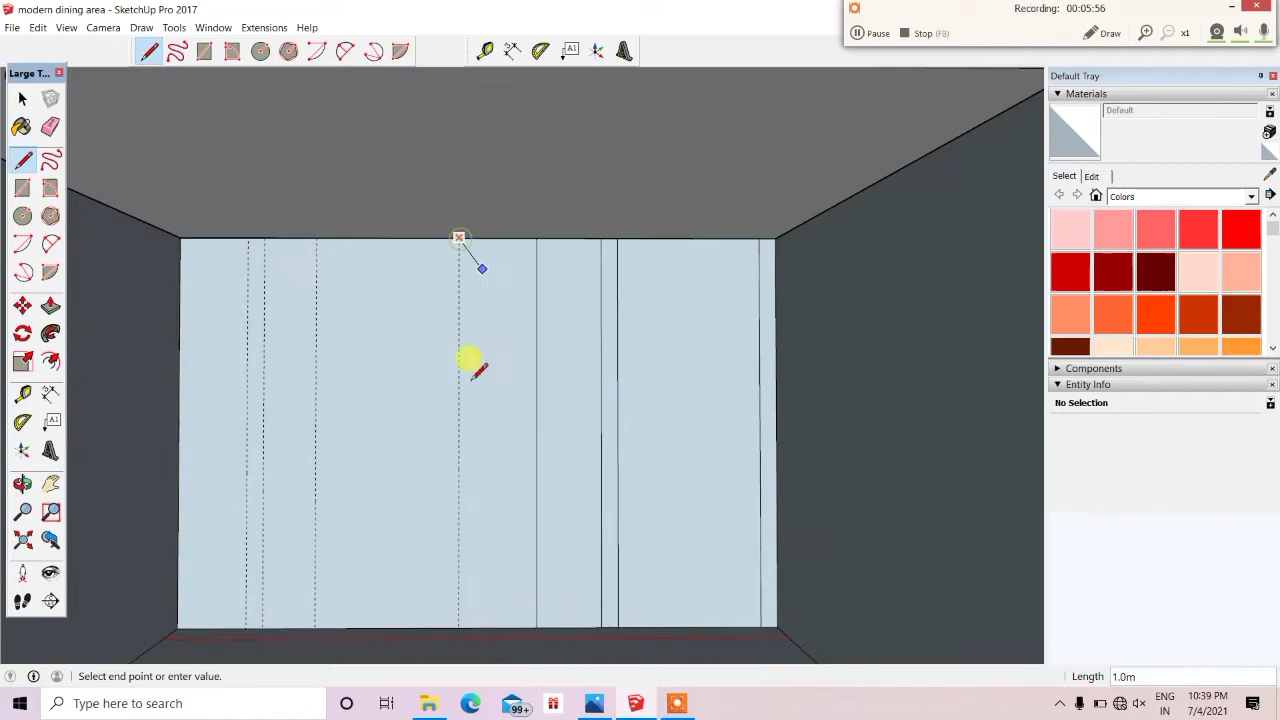 modern dining area - SketchUp Pro 2017
Recording: 00:05:56
File Edit View Camera Draw Tools Window Extensions Help
Pause Stop (F8) Draw x1
A1
Large T...
Default Tray
Materials
Default
Select Edit
Colors
Components
Entity Info
No Selection
A1
Select end point or enter value.
Length 1.0m
Type here to search
99+
ENG
IN
10:39 PM
7/4/2021